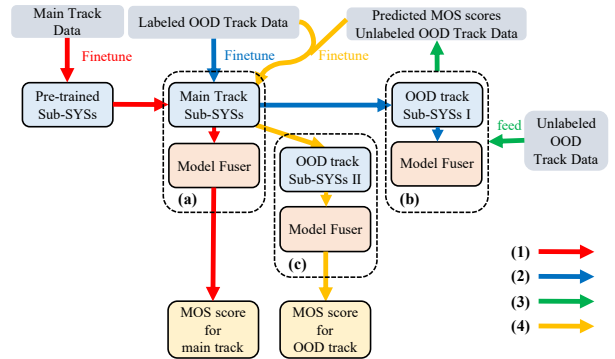 Main Track
Data
Labeled OOD Track Data
Predicted MOS scores
Unlabeled OOD Track Data
Finetune
Finetune
Finetune
Pre-trained
Sub-SYSs
Main Track
Sub-SYSs
OOD track
Sub-SYSs I
feed
Unlabeled
OOD
Track Data
Model Fuser
(a)
OOD track
Sub-SYSs II
Model Fuser
(b)
Model Fuser
(c)
(1)
(2)
(3)
(4)
MOS score
for
main track
MOS score
for
OOD track